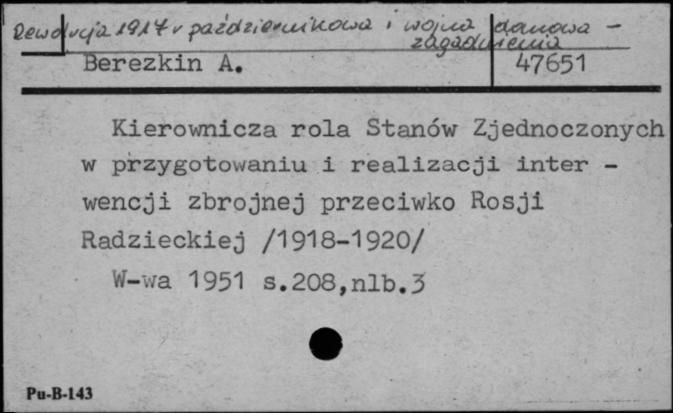 Rewolucja 1917 r październikowa i wojna domowa -
zagadnienia
Berezkin A. 47651
Kierownicza rola Stanów Zjednoczonych
w przygotowaniu i realizacji inter -
wencji zbrojnej przeciwko Rosji
Radzieckiej /1918-1920/
W-wa 1951 s.208,nlb.3
Pu-B-143